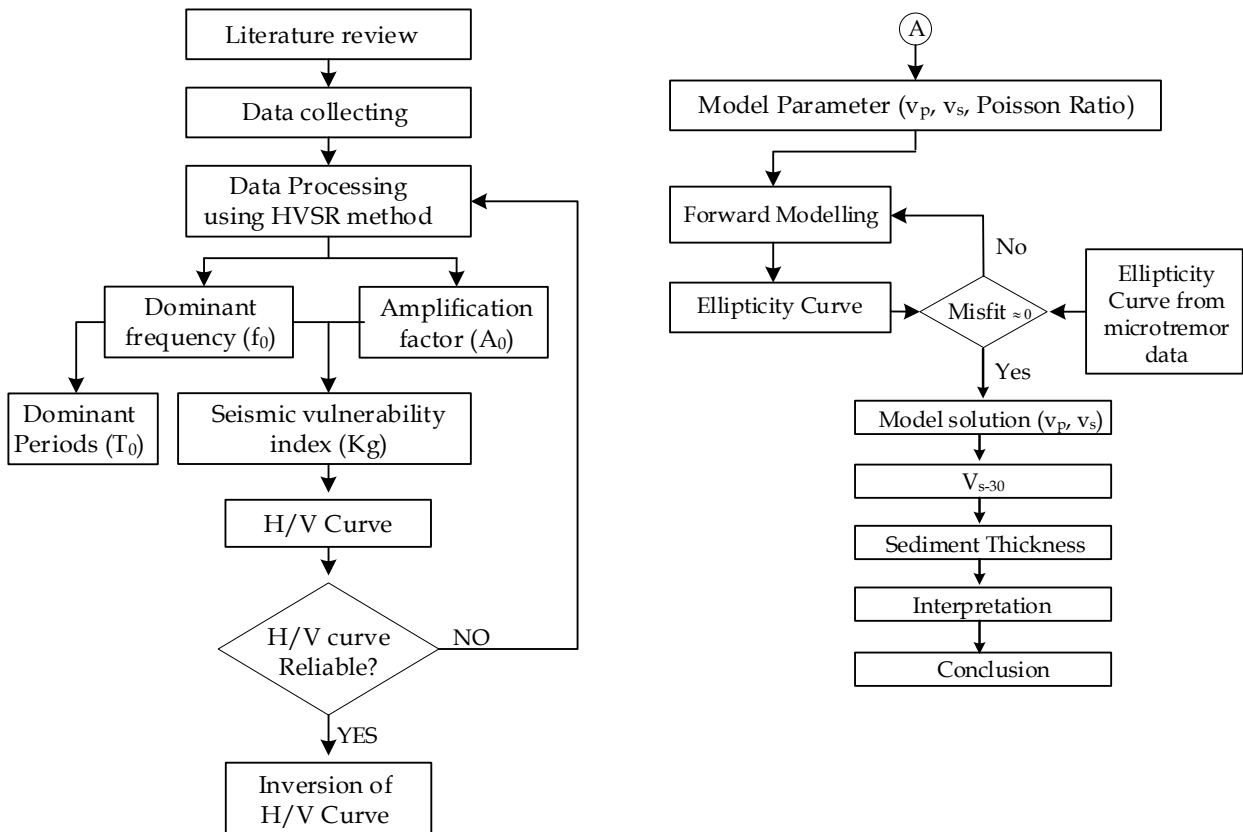 Literature review
Data collecting
Data Processing
using HVSR method
Dominant
frequency (f₀)
Amplification
factor (A₀)
Dominant
Periods (T₀)
Seismic vulnerability
index (Kg)
H/V Curve
H/V curve
Reliable?
NO
YES
Inversion of
H/V Curve
A
Model Parameter (vₚ, vₛ, Poisson Ratio)
Forward Modelling
No
Ellipticity Curve
Misfit ≈ 0
Ellipticity
Curve from
microtremor
data
Yes
Model solution (vₚ, vₛ)
Vₛ₋₃₀
Sediment Thickness
Interpretation
Conclusion